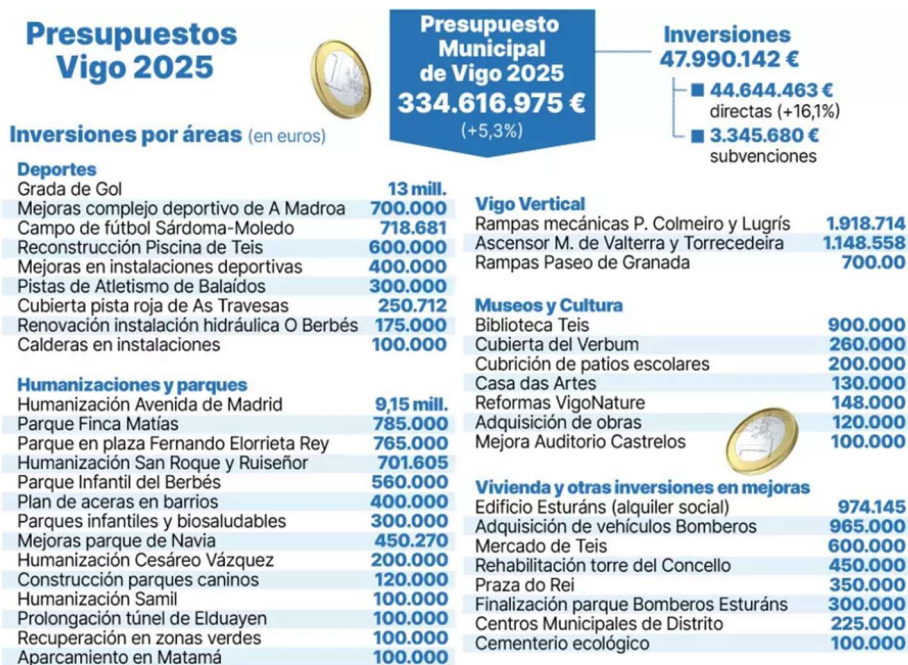 Presupuestos
Vigo 2025
Presupuesto
Municipal
de Vigo 2025
334.616.975 €
(+5,3%)
Inversiones
47.990.142 €
44.644.463 €
directas (+16,1%)
3.345.680 €
subvenciones
Inversiones por áreas (en euros)
Deportes
Grada de Gol 13 mill.
Mejoras complejo deportivo de A Madroa 700.000
Campo de fútbol Sárdoma-Moledo 718.681
Reconstrucción Piscina de Teis 600.000
Mejoras en instalaciones deportivas 400.000
Pistas de Atletismo de Balaídos 300.000
Cubierta pista roja de As Travesas 250.712
Renovación instalación hidráulica O Berbés 175.000
Calderas en instalaciones 100.000
Humanizaciones y parques
Humanización Avenida de Madrid 9,15 mill.
Parque Finca Matías 785.000
Parque en plaza Fernando Elorrieta Rey 765.000
Humanización San Roque y Ruiseñor 701.605
Parque Infantil del Berbés 560.000
Plan de aceras en barrios 400.000
Parques infantiles y biosaludables 300.000
Mejoras parque de Navia 450.270
Humanización Cesáreo Vázquez 200.000
Construcción parques caninos 120.000
Humanización Samil 100.000
Prolongación túnel de Elduayen 100.000
Recuperación en zonas verdes 100.000
Aparcamiento en Matamá 100.000
Vigo Vertical
Rampas mecánicas P. Colmeiro y Lugrís 1.918.714
Ascensor M. de Valterra y Torrecedeira 1.148.558
Rampas Paseo de Granada 700.00
Museos y Cultura
Biblioteca Teis 900.000
Cubierta del Verbum 260.000
Cubrición de patios escolares 200.000
Casa das Artes 130.000
Reformas VigoNature 148.000
Adquisición de obras 120.000
Mejora Auditorio Castrelos 100.000
Vivienda y otras inversiones en mejoras
Edificio Esturáns (alquiler social) 974.145
Adquisición de vehículos Bomberos 965.000
Mercado de Teis 600.000
Rehabilitación torre del Concello 450.000
Praza do Rei 350.000
Finalización parque Bomberos Esturáns 300.000
Centros Municipales de Distrito 225.000
Cementerio ecológico 100.000